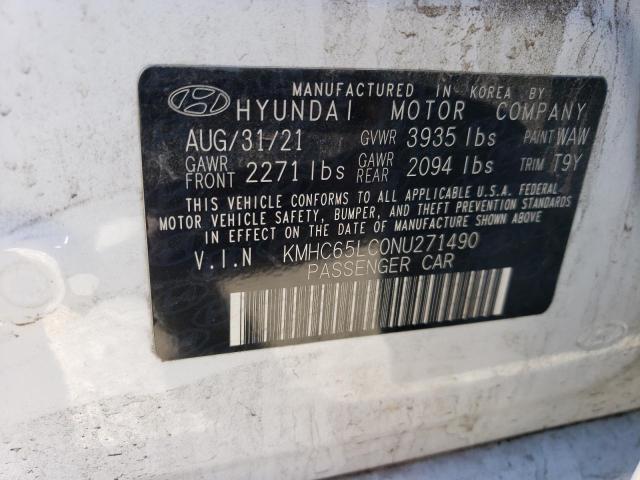 MANUFACTURED IN KOREA BY
HYUNDAI MOTOR COMPANY
AUG/31/21 GVWR 3935 lbs PAINT WAW
GAWR FRONT 2271 lbs GAWR REAR 2094 lbs TRIM T9Y
THIS VEHICLE CONFORMS TO ALL APPLICABLE U.S.A. FEDERAL
MOTOR VEHICLE SAFETY, BUMPER, AND THEFT PREVENTION STANDARDS
IN EFFECT ON THE DATE OF MANUFACTURE SHOWN ABOVE
V.I.N KMHC65LC0NU271490
PASSENGER CAR